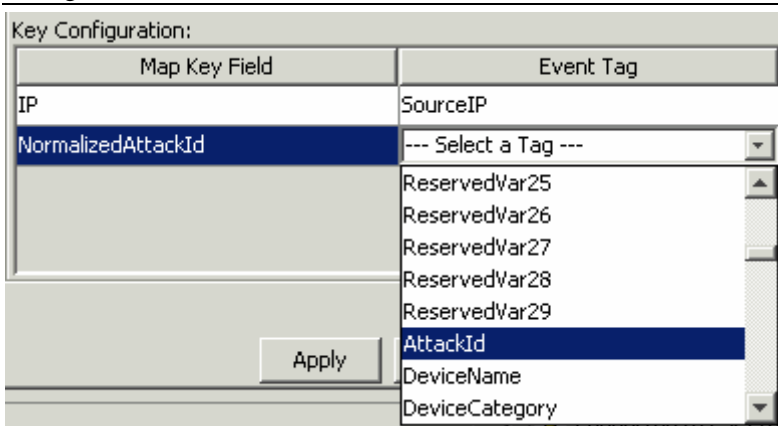 Key Configuration:
Map Key Field Event Tag
IP SourceIP
NormalizedAttackId --- Select a Tag ---
ReservedVar25
ReservedVar26
ReservedVar27
ReservedVar28
ReservedVar29
Apply AttackId
DeviceName
DeviceCategory